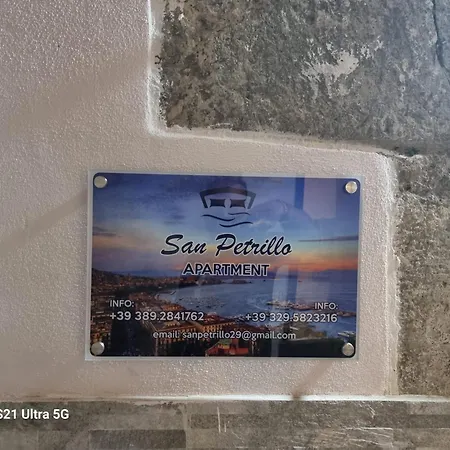 San Petrillo
APARTMENT
INFO: INFO:
+39 389.2841762 +39 329.5823216
email: sanpetrillo29@gmail.com
S21 Ultra 5G